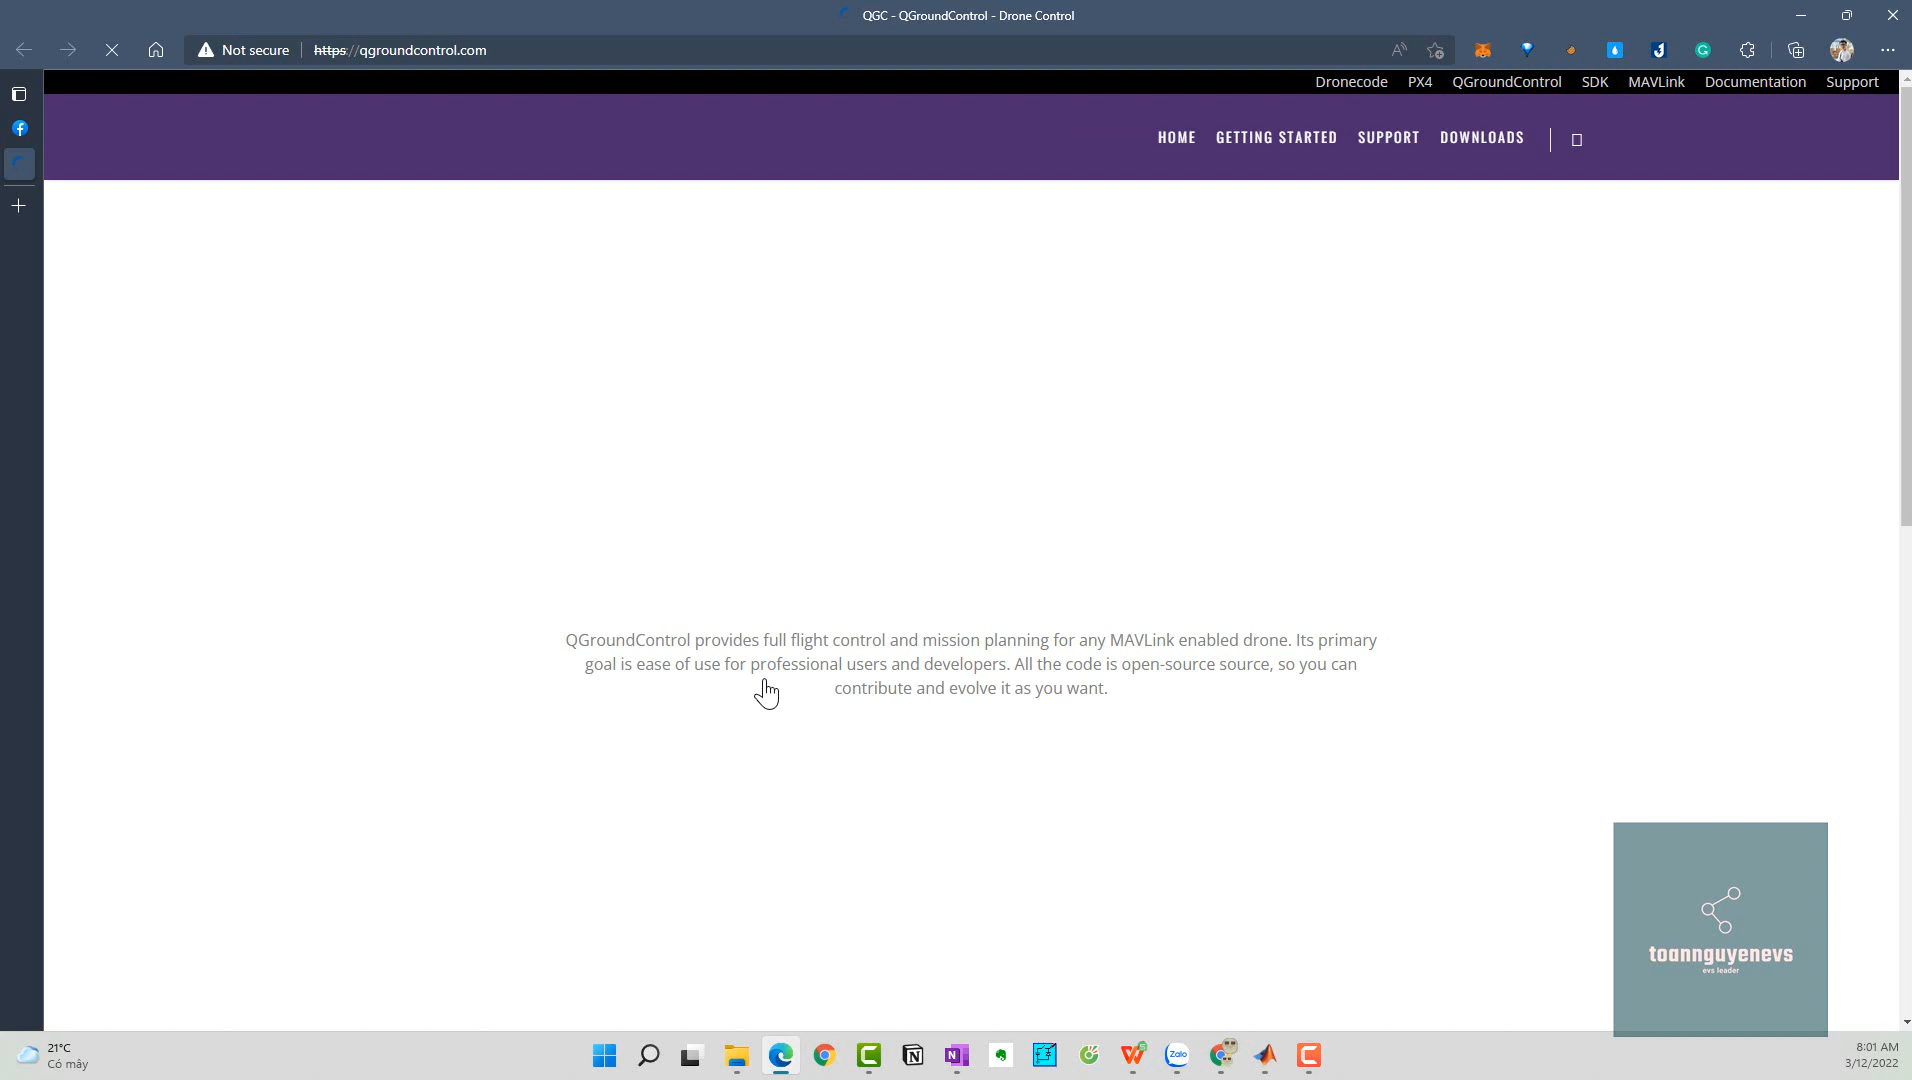 QGC - QGroundControl - Drone Control
Not secure
https://qgroundcontrol.com
Dronecode PX4 QGroundControl SDK MAVLink Documentation Support
HOME GETTING STARTED SUPPORT DOWNLOADS
QGroundControl provides full flight control and mission planning for any MAVLink enabled drone. Its primary
goal is ease of use for professional users and developers. All the code is open-source source, so you can
contribute and evolve it as you want.
toannguyenevs
evs leader
21°C
Có mây
Zalo
8:01 AM
3/12/2022